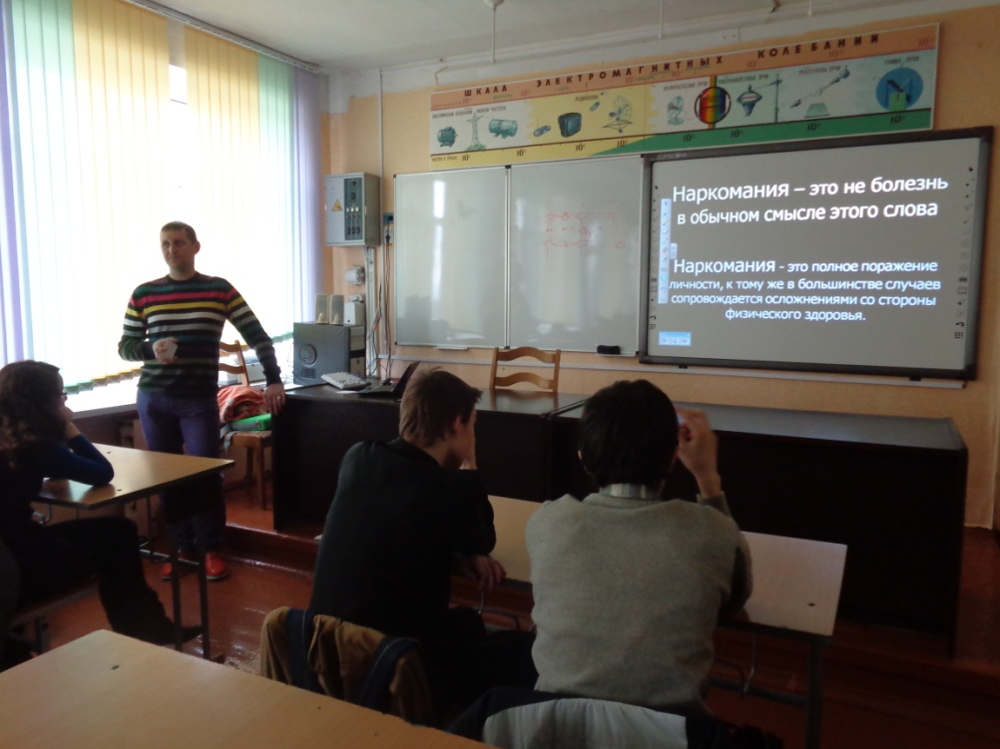 ШКАЛА ЭЛЕКТРОМАГНИТНЫХ КОЛЕБАНИЙ
Наркомания – это не болезнь
в обычном смысле этого слова
Наркомания - это полное поражение
личности, к тому же в большинстве случаев
сопровождается осложнениями со стороны
физического здоровья.